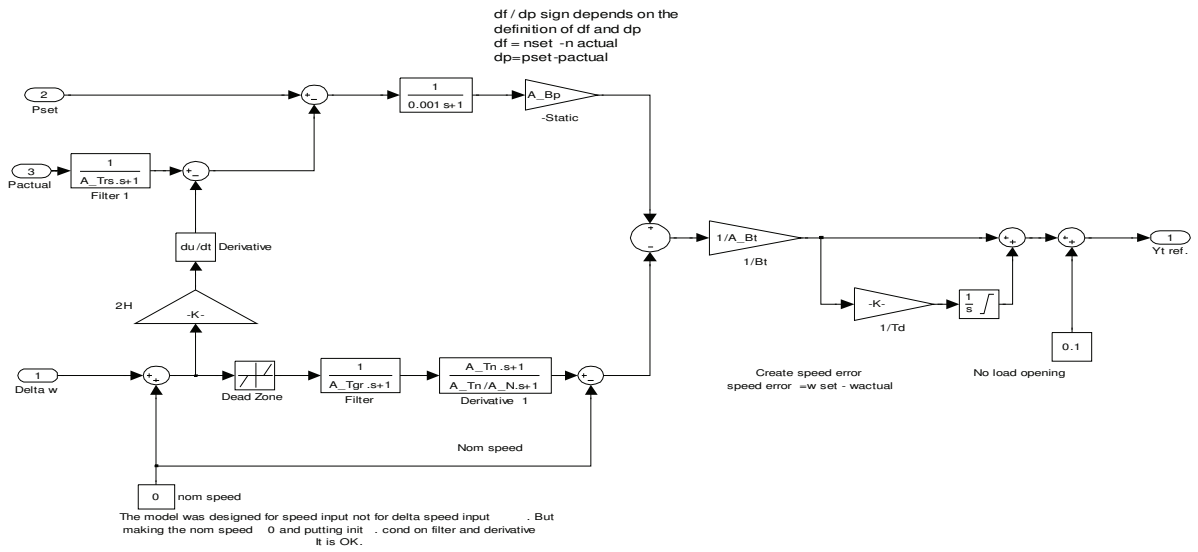 df / dp sign depends on the
definition of df and dp
df = nset -n actual
dp=pset-pactual
2
Pset
+
-
1
0.001 s+1
A_Bp
-Static
3
Pactual
1
A_Trs.s+1
Filter 1
+
-
du /dt
Derivative
2H
-K-
1
Delta w
+
+
Dead Zone
1
A_Tgr .s+1
Filter
A_Tn .s+1
A_Tn /A_N.s+1
Derivative 1
+
-
+
-
1/A_Bt
1/Bt
-K-
1/Td
1
s
+
+
+
+
1
Yt ref.
0.1
No load opening
Create speed error
speed error =w set - wactual
Nom speed
0
nom speed
The model was designed for speed input not for delta speed input . But
making the nom speed 0 and putting init . cond on filter and derivative
It is OK.